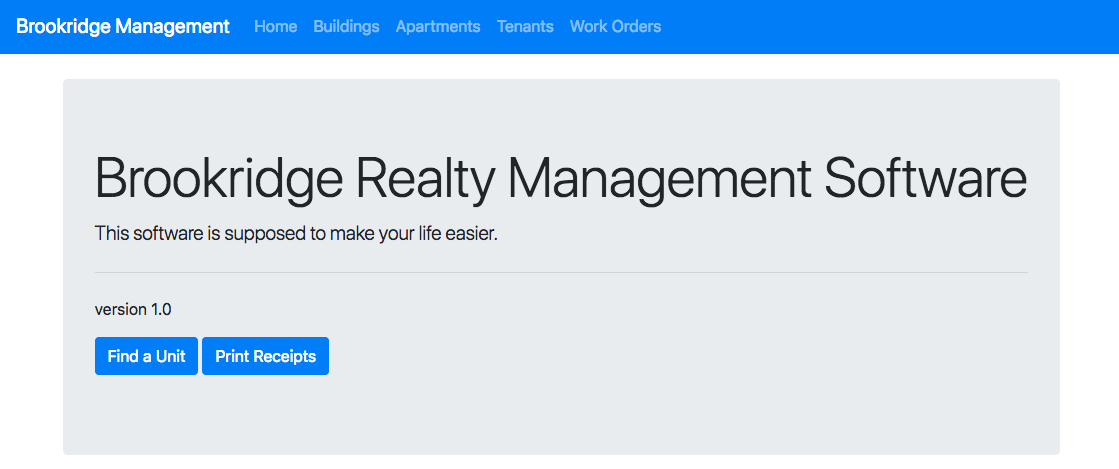 Brookridge Management Home Buildings Apartments Tenants Work Orders
Brookridge Realty Management Software
This software is supposed to make your life easier.
version 1.0
Find a Unit Print Receipts